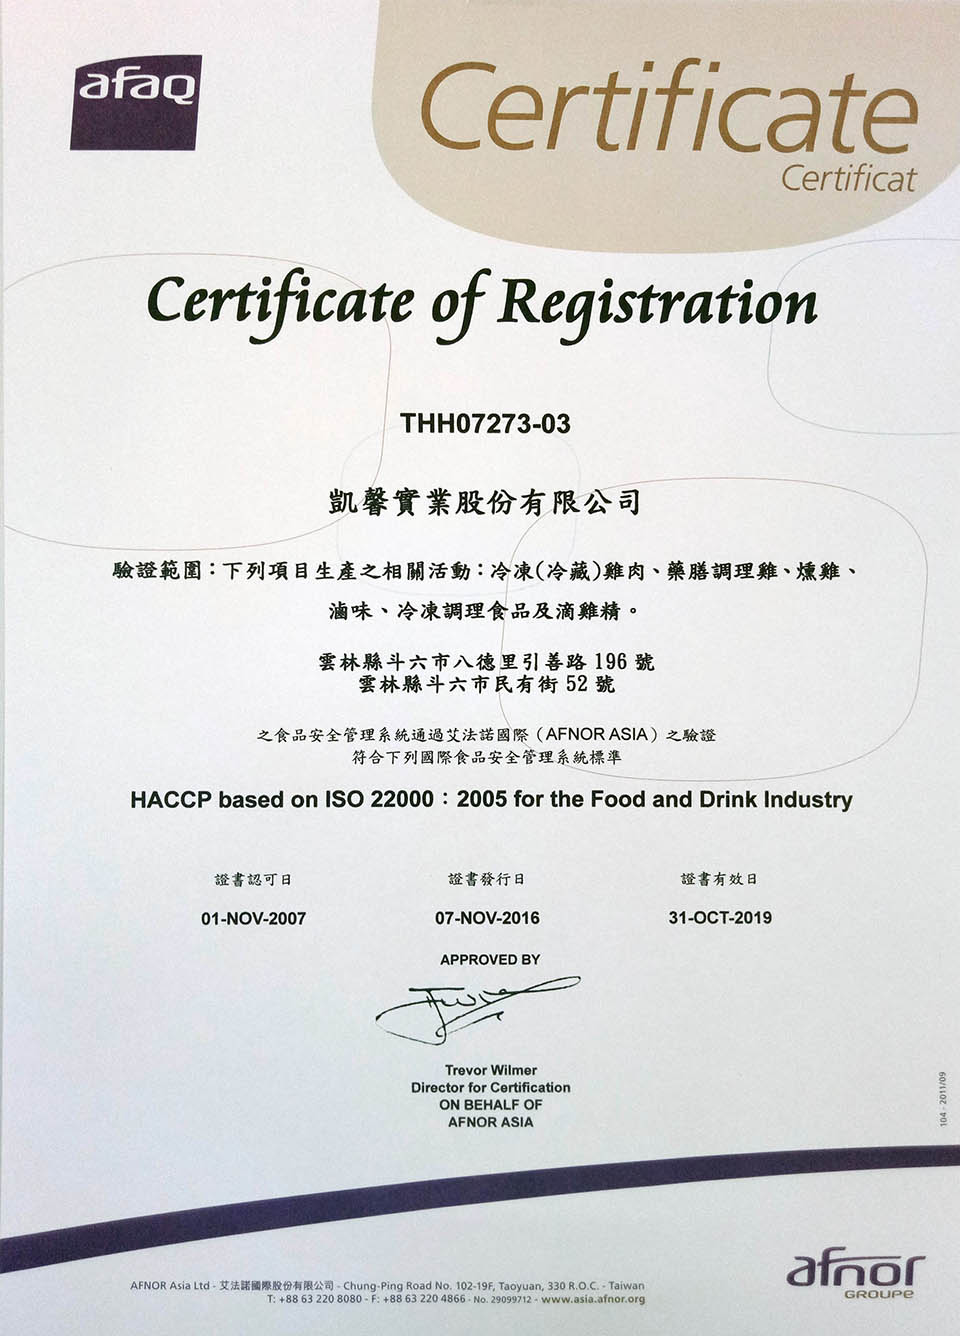 afaq
Certificate
Certificat
Certificate of Registration
THH07273-03
凱馨實業股份有限公司
驗證範圍：下列項目生產之相關活動：冷凍(冷藏)雞肉、藥膳調理雞、燻雞、
滷味、冷凍調理食品及滴雞精。
雲林縣斗六市八德里引善路 196 號
雲林縣斗六市民有街 52 號
之食品安全管理系統通過艾法諾國際（AFNOR ASIA）之驗證
符合下列國際食品安全管理系統標準
HACCP based on ISO 22000：2005 for the Food and Drink Industry
證書認可日 證書發行日 證書有效日
01-NOV-2007 07-NOV-2016 31-OCT-2019
APPROVED BY
Trevor Wilmer
Director for Certification
ON BEHALF OF
AFNOR ASIA
104 - 2011/09
afnor
GROUPE
AFNOR Asia Ltd - 艾法諾國際股份有限公司 - Chung-Ping Road No. 102-19F, Taoyuan, 330 R.O.C. - Taiwan
T: +88 63 220 8080 - F: +88 63 220 4866 - No. 29099712 - www.asia.afnor.org